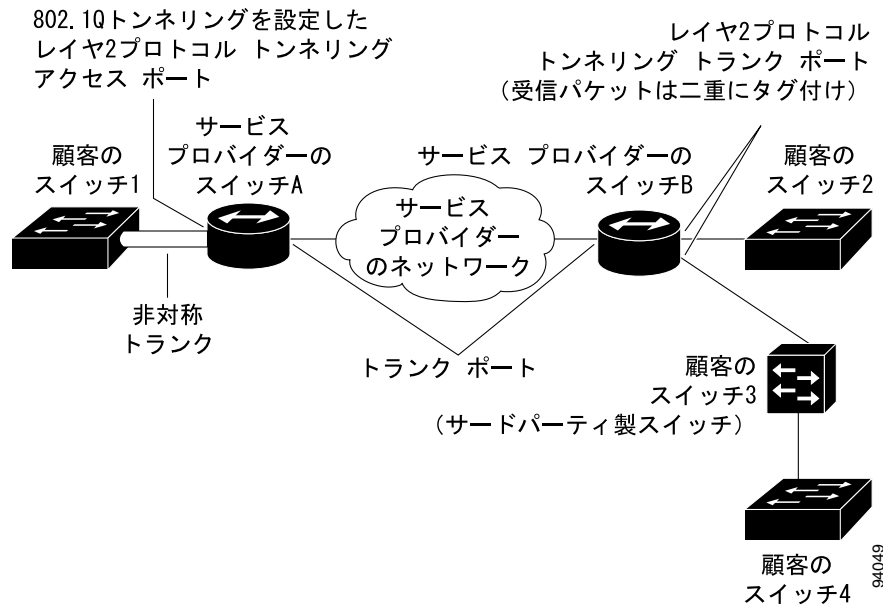 802.1Qトンネリングを設定した
レイヤ2プロトコル トンネリング
アクセス ポート
レイヤ2プロトコル
トンネリング トランク ポート
（受信パケットは二重にタグ付け）
顧客の
スイッチ1
サービス
プロバイダーの
スイッチA
サービス
プロバイダー
のネットワーク
サービス プロバイダーの
スイッチB
顧客の
スイッチ2
非対称
トランク
トランク ポート
顧客の
スイッチ3
（サードパーティ製スイッチ）
顧客の
スイッチ4
94049